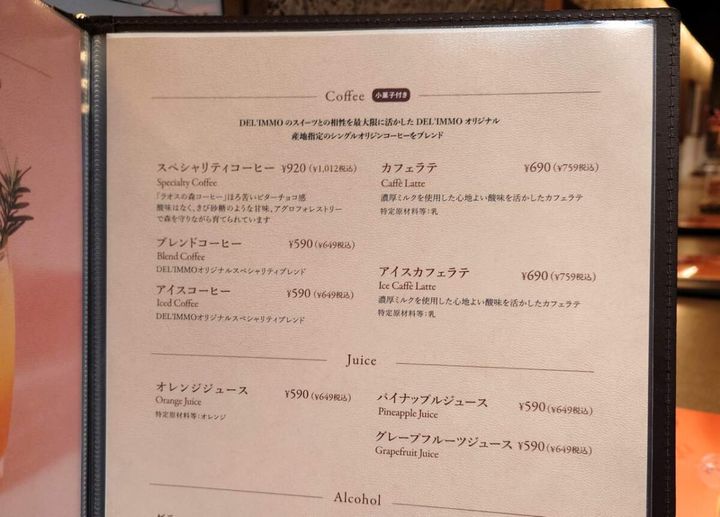 Coffee 小菓子付き
DEL'IMMO のスイーツとの相性を最大限に活かした DEL'IMMO オリジナル
産地指定のシングルオリジンコーヒーをブレンド
スペシャリティコーヒー ¥920 (¥1,012税込)
Specialty Coffee
「ラオスの森コーヒー」ほろ苦いビターチョコ感
酸味はなく、きび砂糖のような甘味、アグロフォレストリー
で森を守りながら育てられています
ブレンドコーヒー ¥590 (¥649税込)
Blend Coffee
DEL'IMMOオリジナルスペシャリティブレンド
アイスコーヒー ¥590 (¥649税込)
Iced Coffee
DEL'IMMOオリジナルスペシャリティブレンド
カフェラテ ¥690 (¥759税込)
Caffè Latte
濃厚ミルクを使用した心地よい酸味を活かしたカフェラテ
特定原材料等：乳
アイスカフェラテ ¥690 (¥759税込)
Ice Caffè Latte
濃厚ミルクを使用した心地よい酸味を活かしたカフェラテ
特定原材料等：乳
Juice
オレンジジュース ¥590 (¥649税込)
Orange Juice
特定原材料等：オレンジ
パイナップルジュース ¥590 (¥649税込)
Pineapple Juice
グレープフルーツジュース ¥590 (¥649税込)
Grapefruit Juice
Alcohol